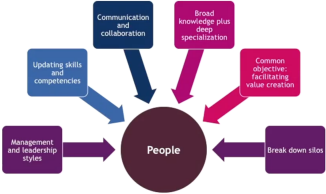 Communication
and
collaboration
Broad
knowledge plus
deep
specialization
Updating skills
and
competencies
Common
objective:
facilitating
value creation
Management
and leadership
styles
People
Break down silos